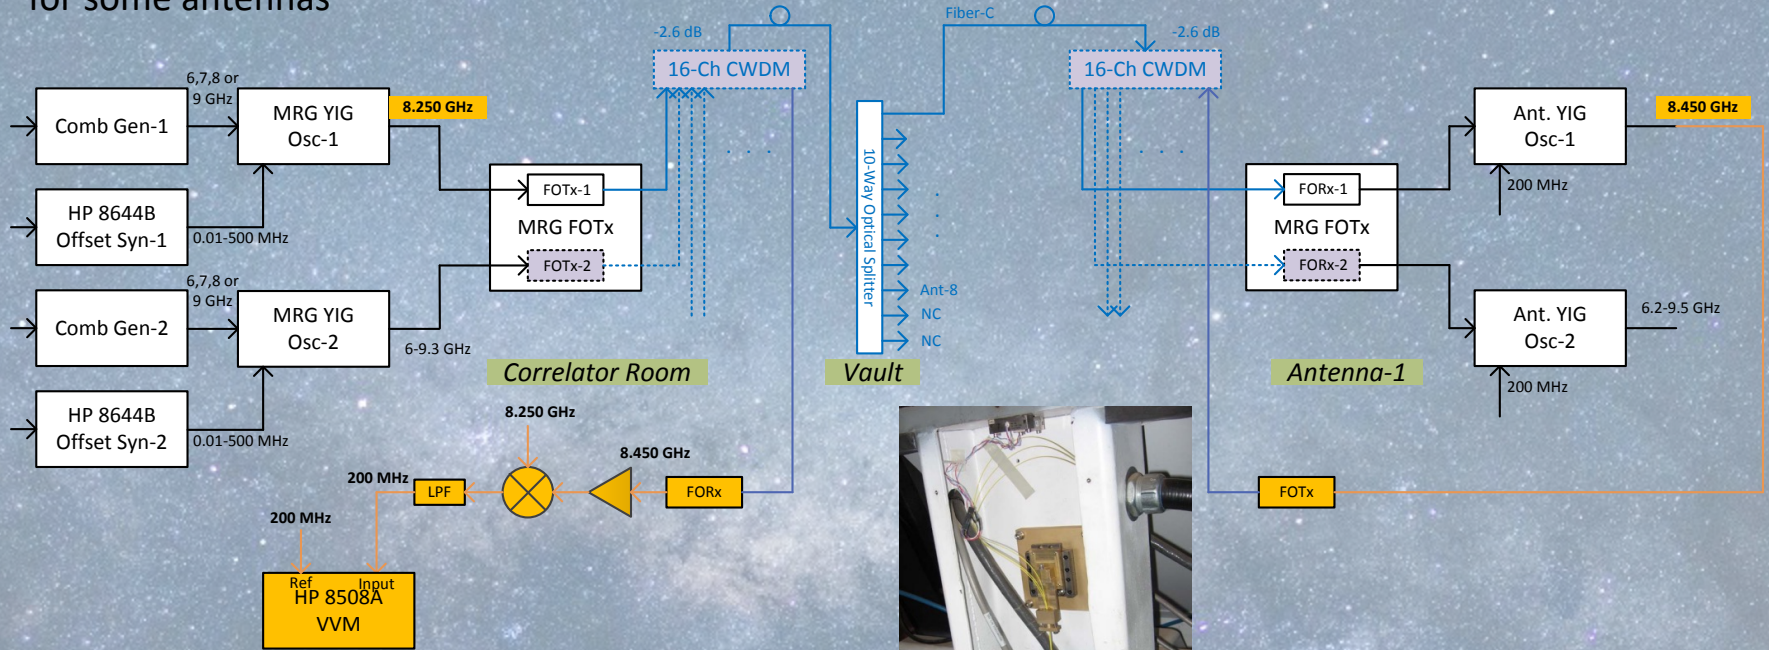 for some antennas
Fiber-C
-2.6 dB
-2.6 dB
16-Ch CWDM
16-Ch CWDM
6,7,8 or
9 GHz
Comb Gen-1
MRG YIG
Osc-1
8.250 GHz
Ant. YIG
Osc-1
8.450 GHz
200 MHz
HP 8644B
Offset Syn-1
0.01-500 MHz
FOTx-1
MRG FOTx
FOTx-2
. . .
10-Way Optical Splitter
. . .
Ant-8
NC
NC
. . .
FORx-1
MRG FOTx
FORx-2
6,7,8 or
9 GHz
Comb Gen-2
MRG YIG
Osc-2
6-9.3 GHz
Ant. YIG
Osc-2
6.2-9.5 GHz
200 MHz
Correlator Room
Vault
Antenna-1
HP 8644B
Offset Syn-2
0.01-500 MHz
8.250 GHz
8.450 GHz
200 MHz
LPF
FORx
FOTx
200 MHz
Ref
Input
HP 8508A
VVM